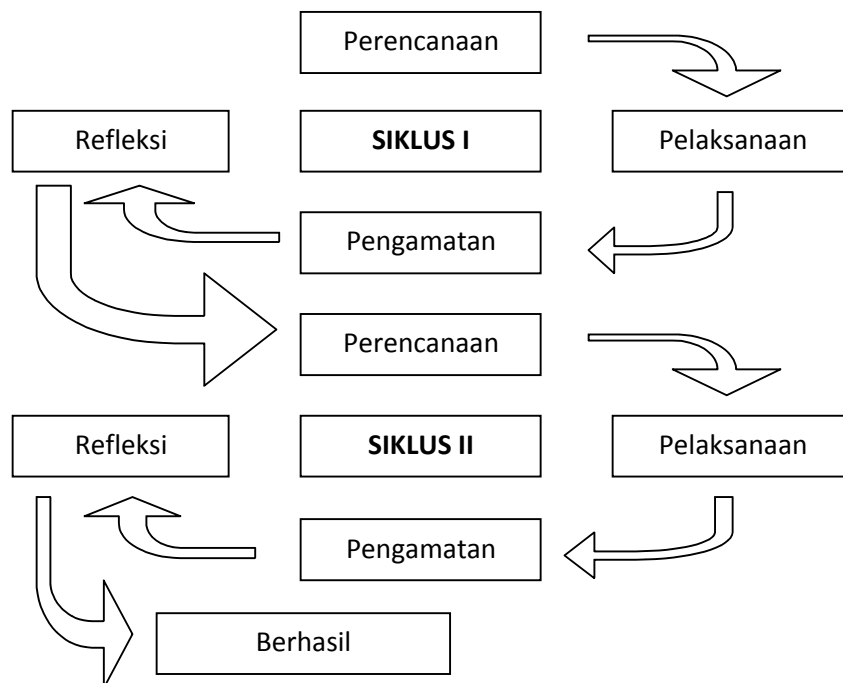 Perencanaan
Refleksi
SIKLUS I
Pelaksanaan
Pengamatan
Perencanaan
Refleksi
SIKLUS II
Pelaksanaan
Pengamatan
Berhasil